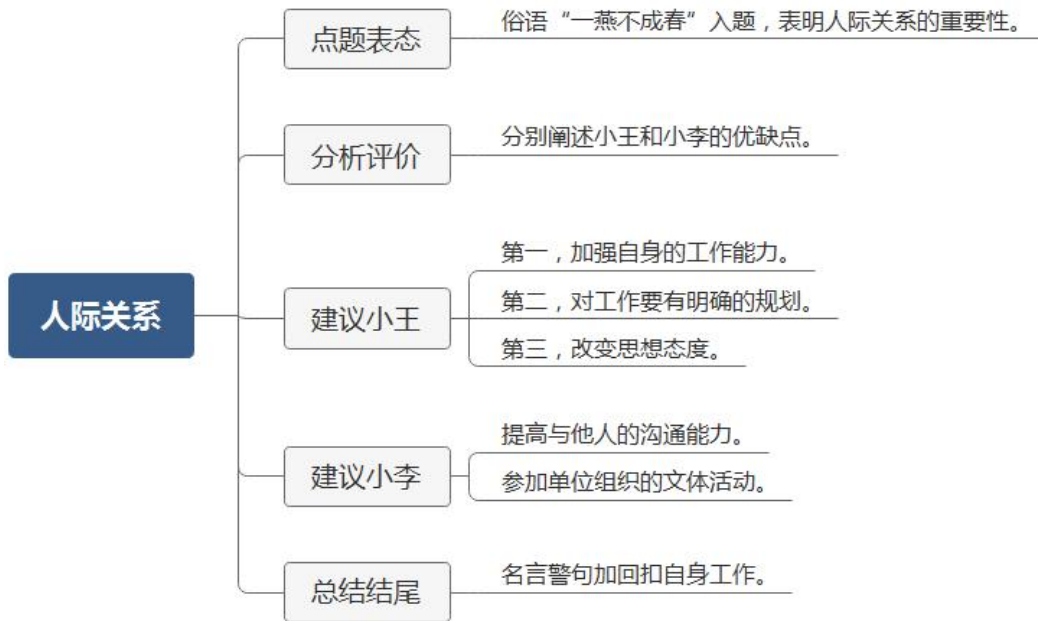 人际关系
点题表态
俗语“一燕不成春”入题，表明人际关系的重要性。
分析评价
分别阐述小王和小李的优缺点。
建议小王
第一，加强自身的工作能力。
第二，对工作要有明确的规划。
第三，改变思想态度。
建议小李
提高与他人的沟通能力。
参加单位组织的文体活动。
总结结尾
名言警句加回扣自身工作。